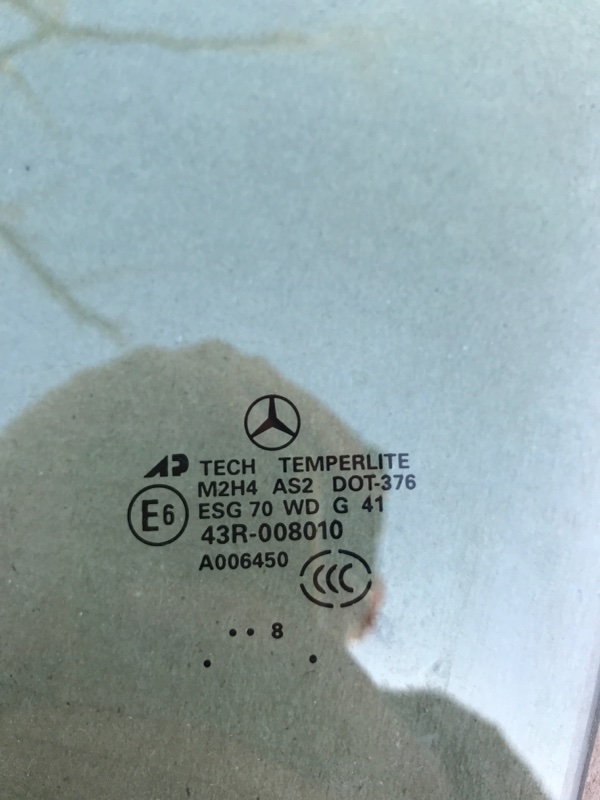 AP TECH TEMPERLITE
M2H4 AS2 DOT-376
E6 ESG 70 WD G 41
43R-008010
A006450 CCC
•• 8
• •